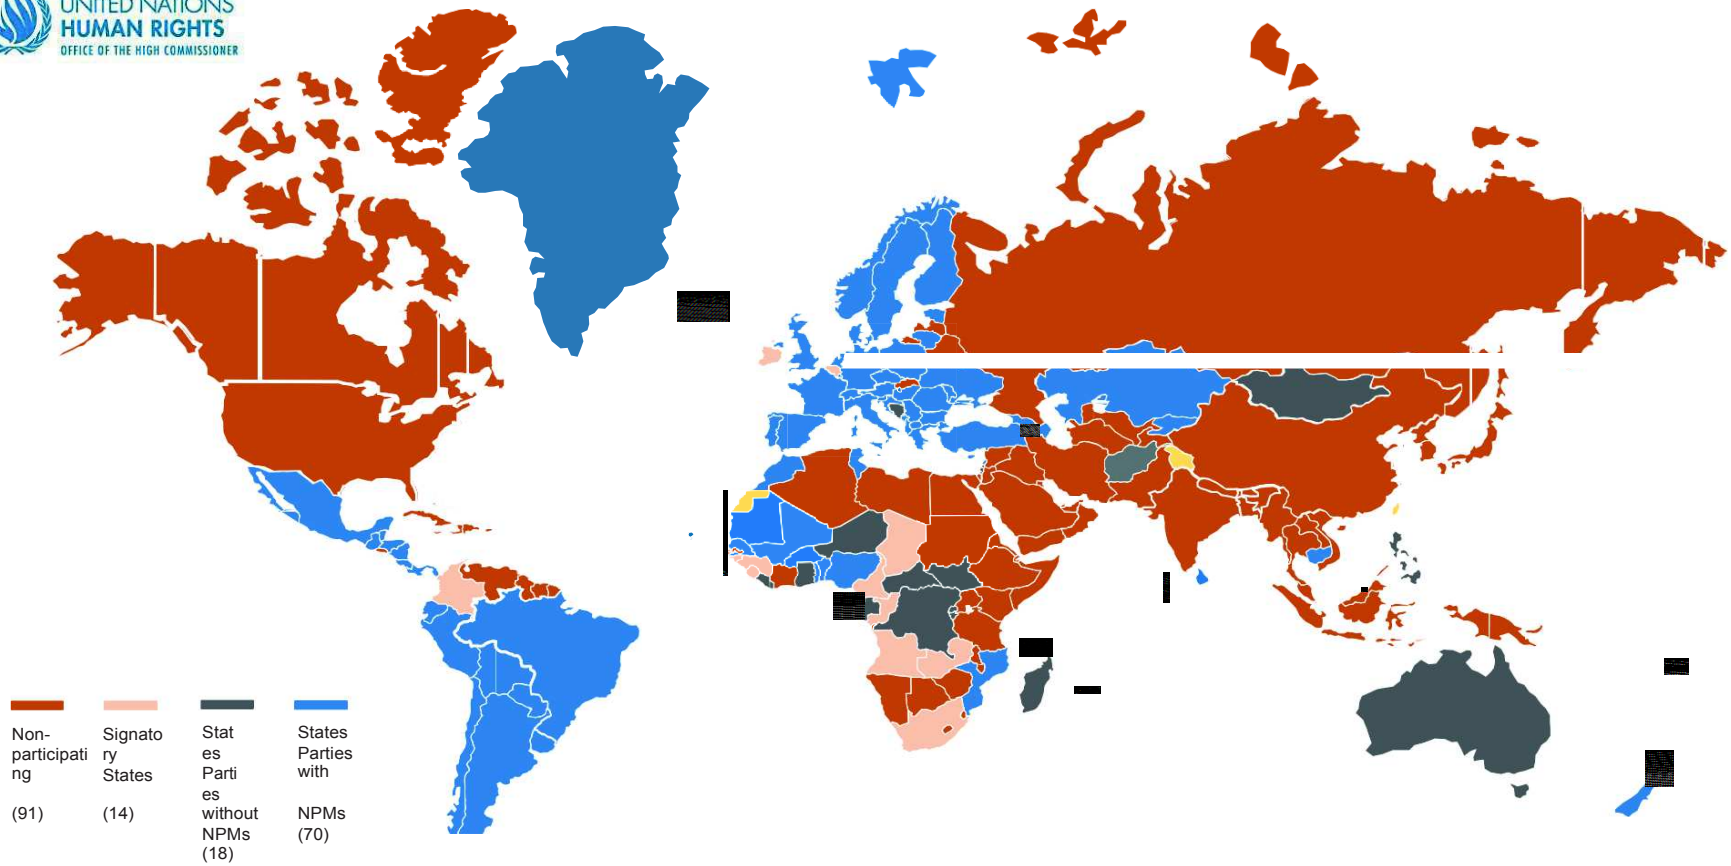 UNITED NATIONS
HUMAN RIGHTS
OFFICE OF THE HIGH COMMISSIONER
Non-
participati
ng
(91)
Signato
ry
States
(14)
Stat
es
Parti
es
without
NPMs
(18)
States
Parties
with
NPMs
(70)